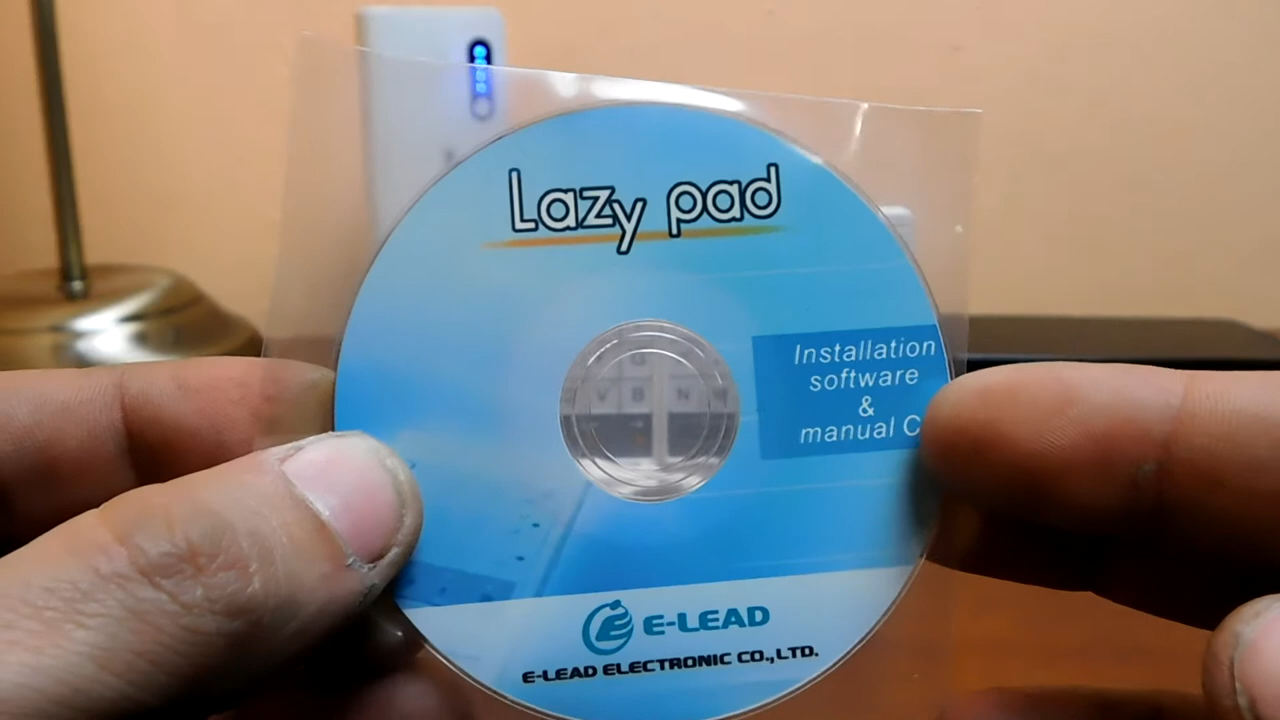 Lazy pad
Installation
software
&
manual C
V B N
E-LEAD
E-LEAD ELECTRONIC CO., LTD.